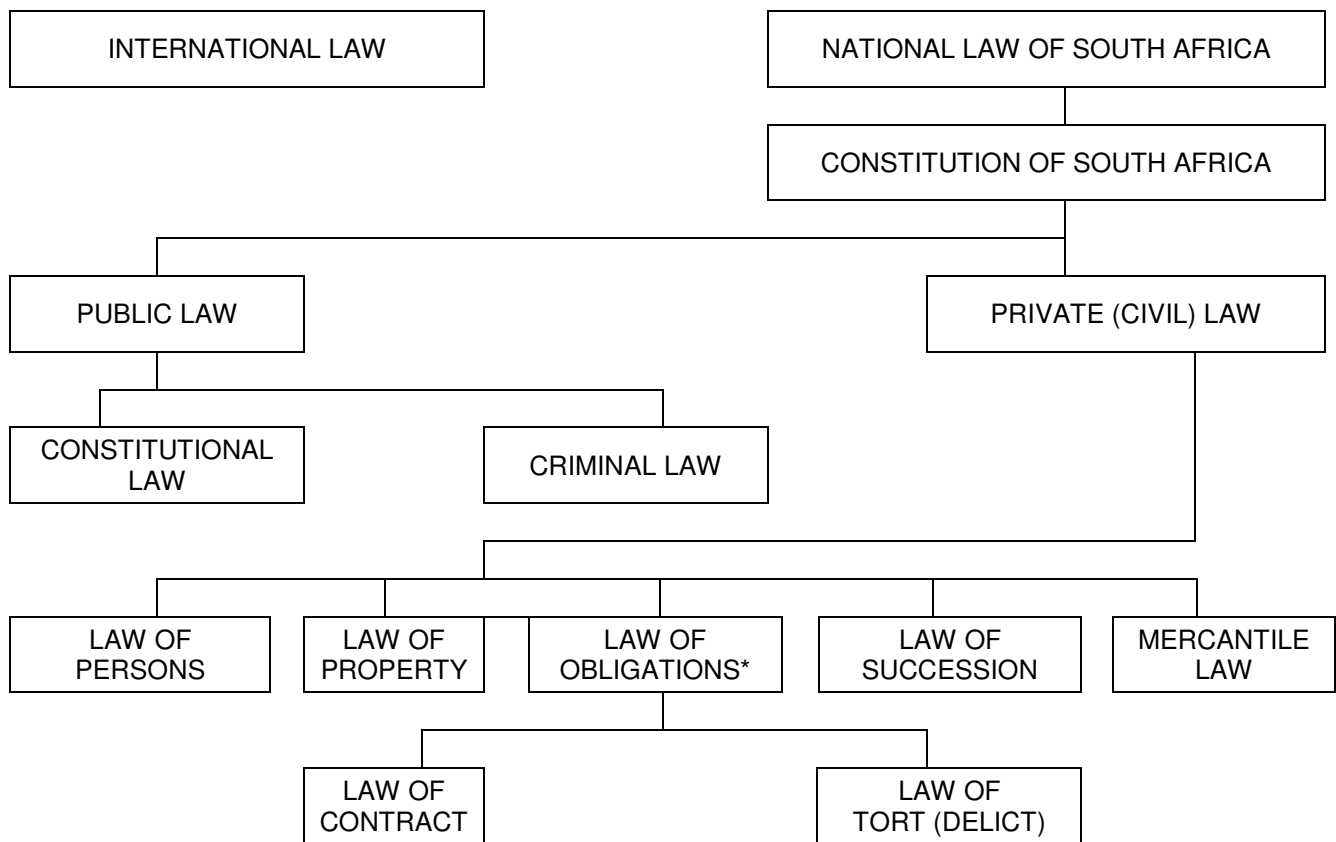 INTERNATIONAL LAW
NATIONAL LAW OF SOUTH AFRICA
CONSTITUTION OF SOUTH AFRICA
PUBLIC LAW
PRIVATE (CIVIL) LAW
CONSTITUTIONAL
LAW
CRIMINAL LAW
LAW OF
PERSONS
LAW OF
PROPERTY
LAW OF
OBLIGATIONS*
LAW OF
SUCCESSION
MERCANTILE
LAW
LAW OF
CONTRACT
LAW OF
TORT (DELICT)